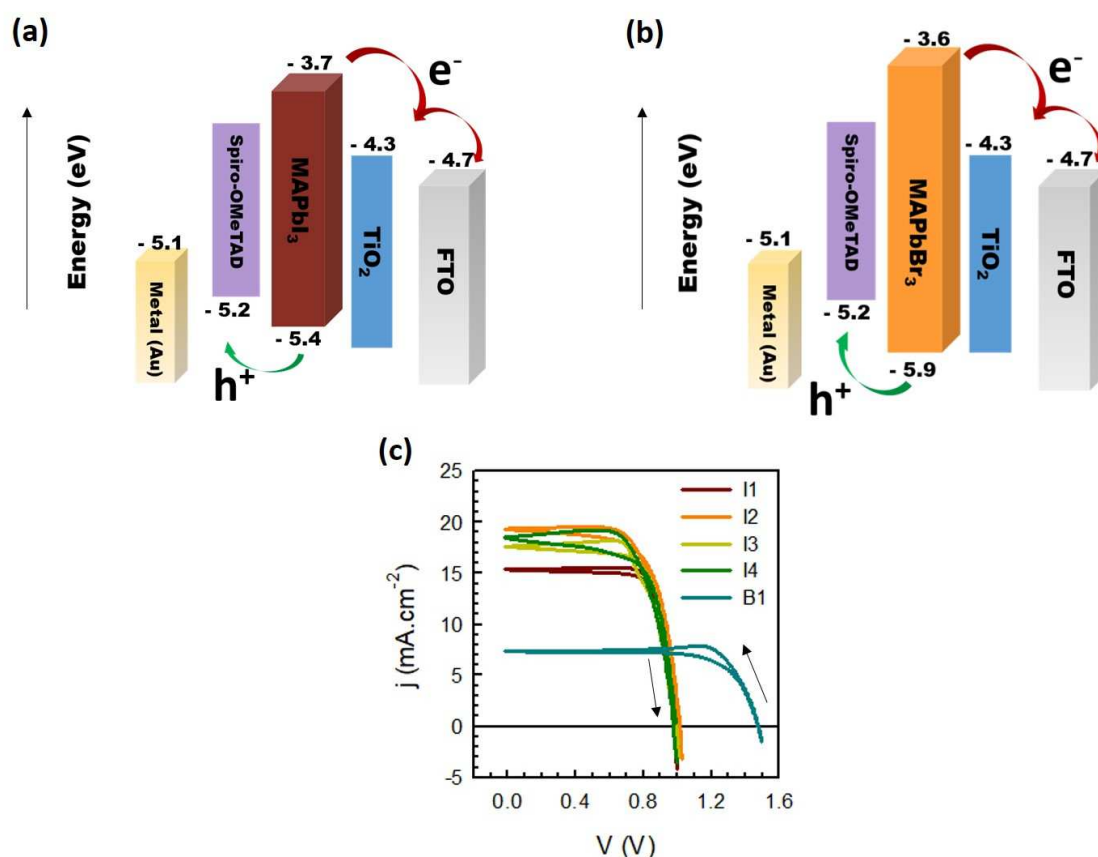 (a)
Energy (eV)
- 5.1
Metal (Au)
Spiro-OMeTAD
- 5.2
- 3.7
MAPbI₃
- 5.4
h⁺
e⁻
- 4.3
TiO₂
- 4.7
FTO
(b)
Energy (eV)
- 5.1
Metal (Au)
Spiro-OMeTAD
- 5.2
- 3.6
MAPbBr₃
- 5.9
h⁺
e⁻
- 4.3
TiO₂
- 4.7
FTO
(c)
j (mA.cm⁻²)
25
20
15
10
5
0
-5
I1
I2
I3
I4
B1
0.0 0.4 0.8 1.2 1.6
V (V)